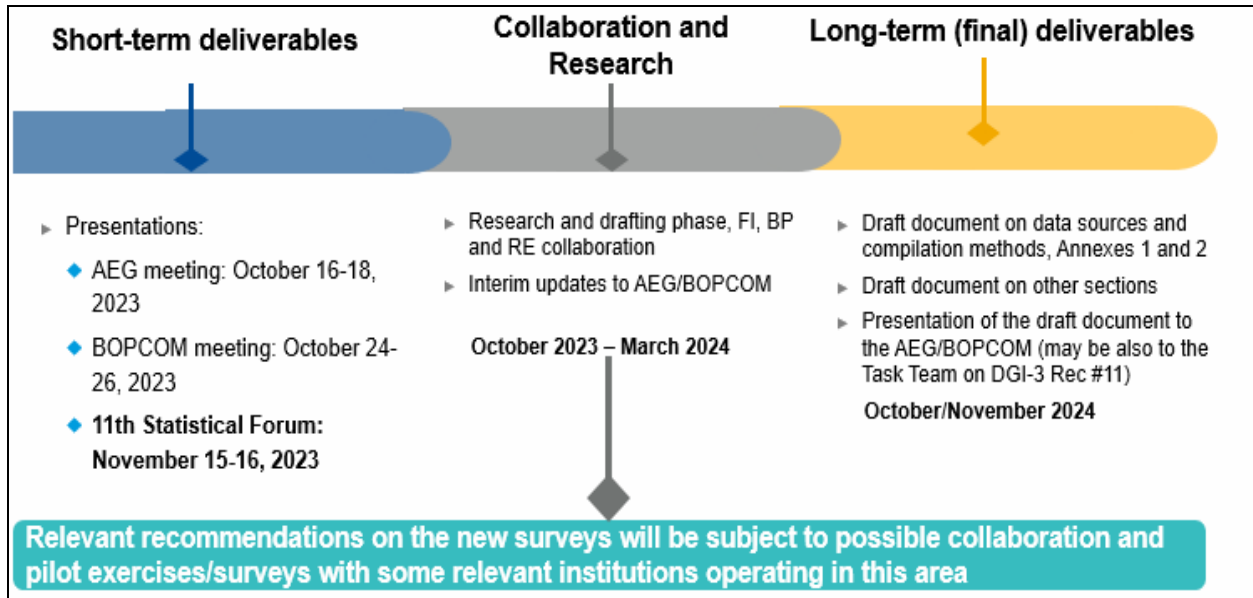 Short-term deliverables
Collaboration and
Research
Long-term (final) deliverables
Presentations:
AEG meeting: October 16-18,
2023
BOPCOM meeting: October 24-
26, 2023
11th Statistical Forum:
November 15-16, 2023
Research and drafting phase, FI, BP
and RE collaboration
Interim updates to AEG/BOPCOM
October 2023 – March 2024
Draft document on data sources and
compilation methods, Annexes 1 and 2
Draft document on other sections
Presentation of the draft document to
the AEG/BOPCOM (may be also to the
Task Team on DGI-3 Rec #11)
October/November 2024
Relevant recommendations on the new surveys will be subject to possible collaboration and
pilot exercises/surveys with some relevant institutions operating in this area